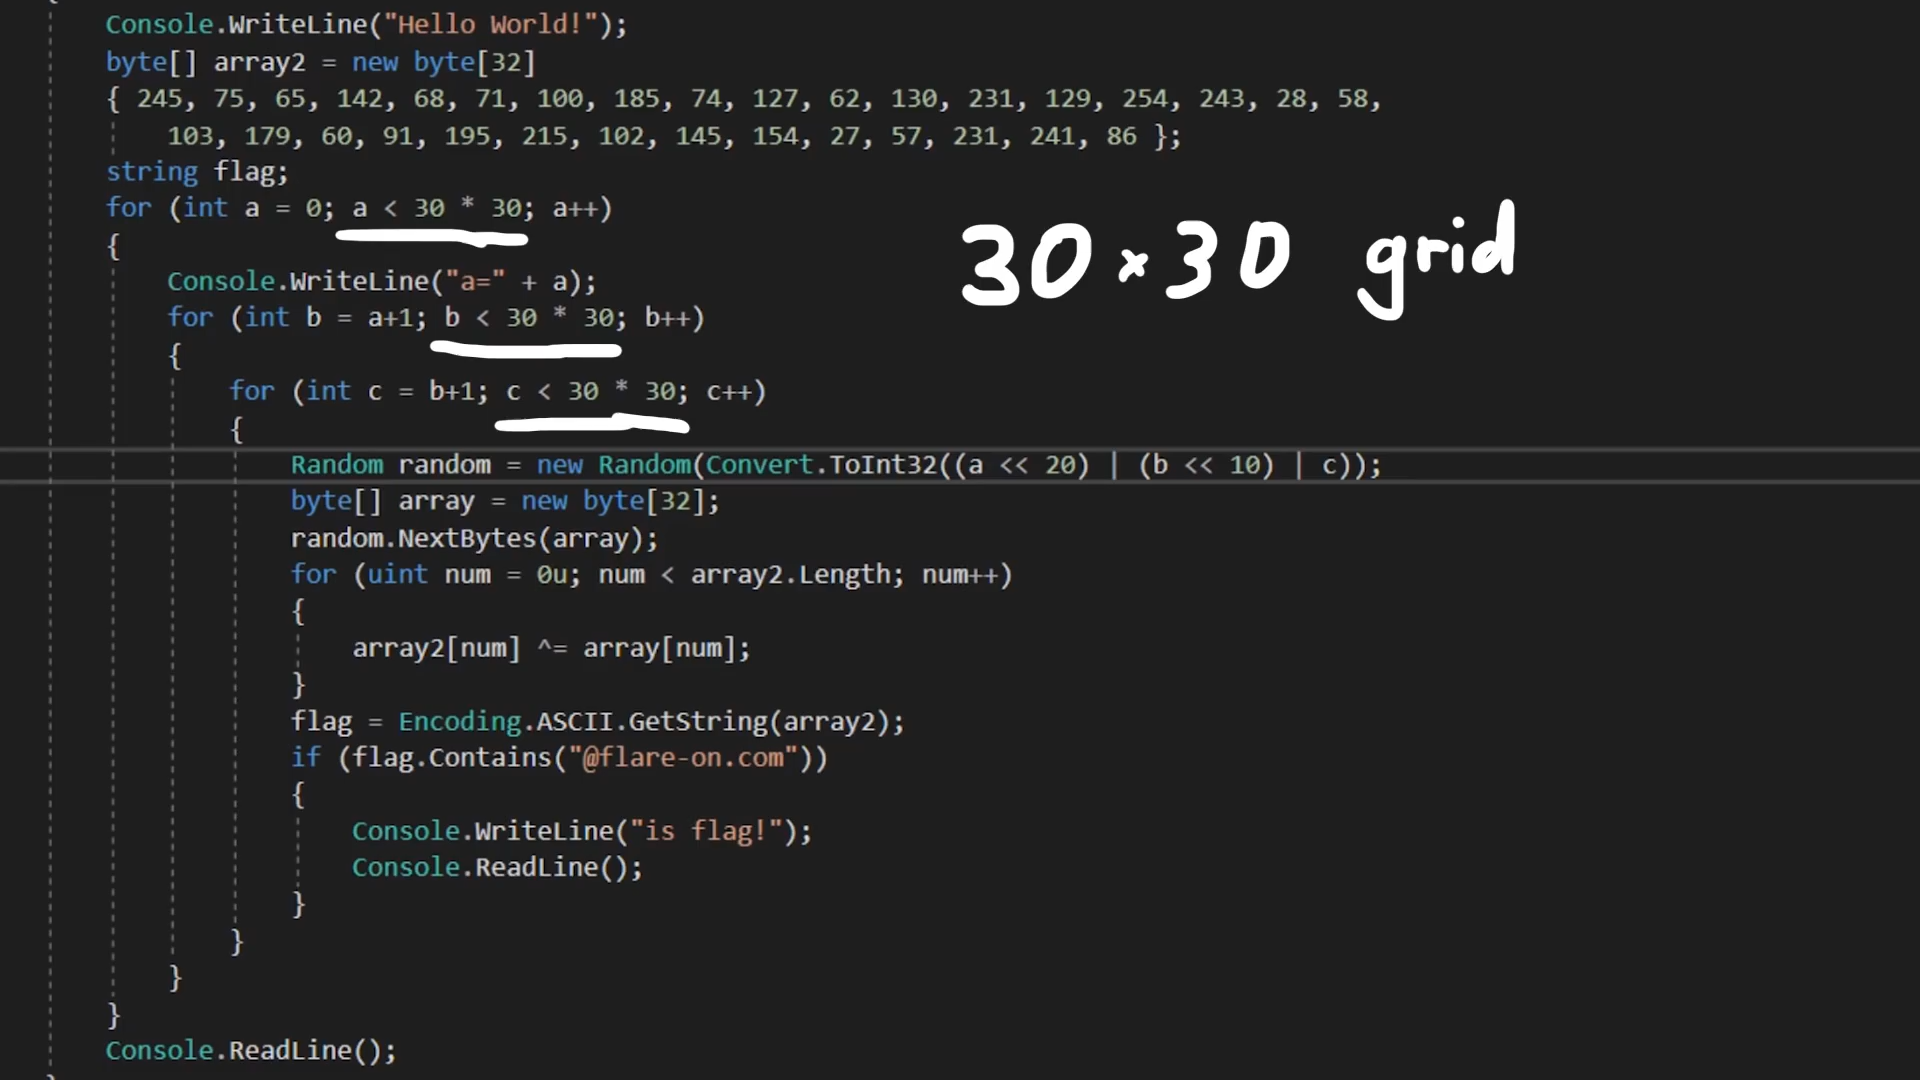 Console.WriteLine("Hello World!");
byte[] array2 = new byte[32]
{ 245, 75, 65, 142, 68, 71, 100, 185, 74, 127, 62, 130, 231, 129, 254, 243, 28, 58,
103, 179, 60, 91, 195, 215, 102, 145, 154, 27, 57, 231, 241, 86 };
string flag;
for (int a = 0; a < 30 * 30; a++)
30 × 30 grid
{
Console.WriteLine("a=" + a);
for (int b = a+1; b < 30 * 30; b++)
{
for (int c = b+1; c < 30 * 30; c++)
{
Random random = new Random(Convert.ToInt32((a << 20) | (b << 10) | c));
byte[] array = new byte[32];
random.NextBytes(array);
for (uint num = 0u; num < array2.Length; num++)
{
array2[num] ^= array[num];
}
flag = Encoding.ASCII.GetString(array2);
if (flag.Contains("@flare-on.com"))
{
Console.WriteLine("is flag!");
Console.ReadLine();
}
}
}
}
Console.ReadLine();